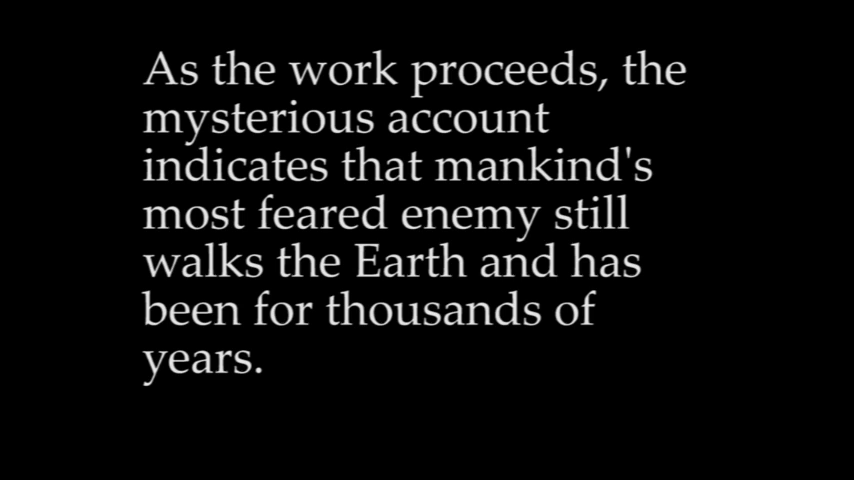 As the work proceeds, the
mysterious account
indicates that mankind's
most feared enemy still
walks the Earth and has
been for thousands of
years.